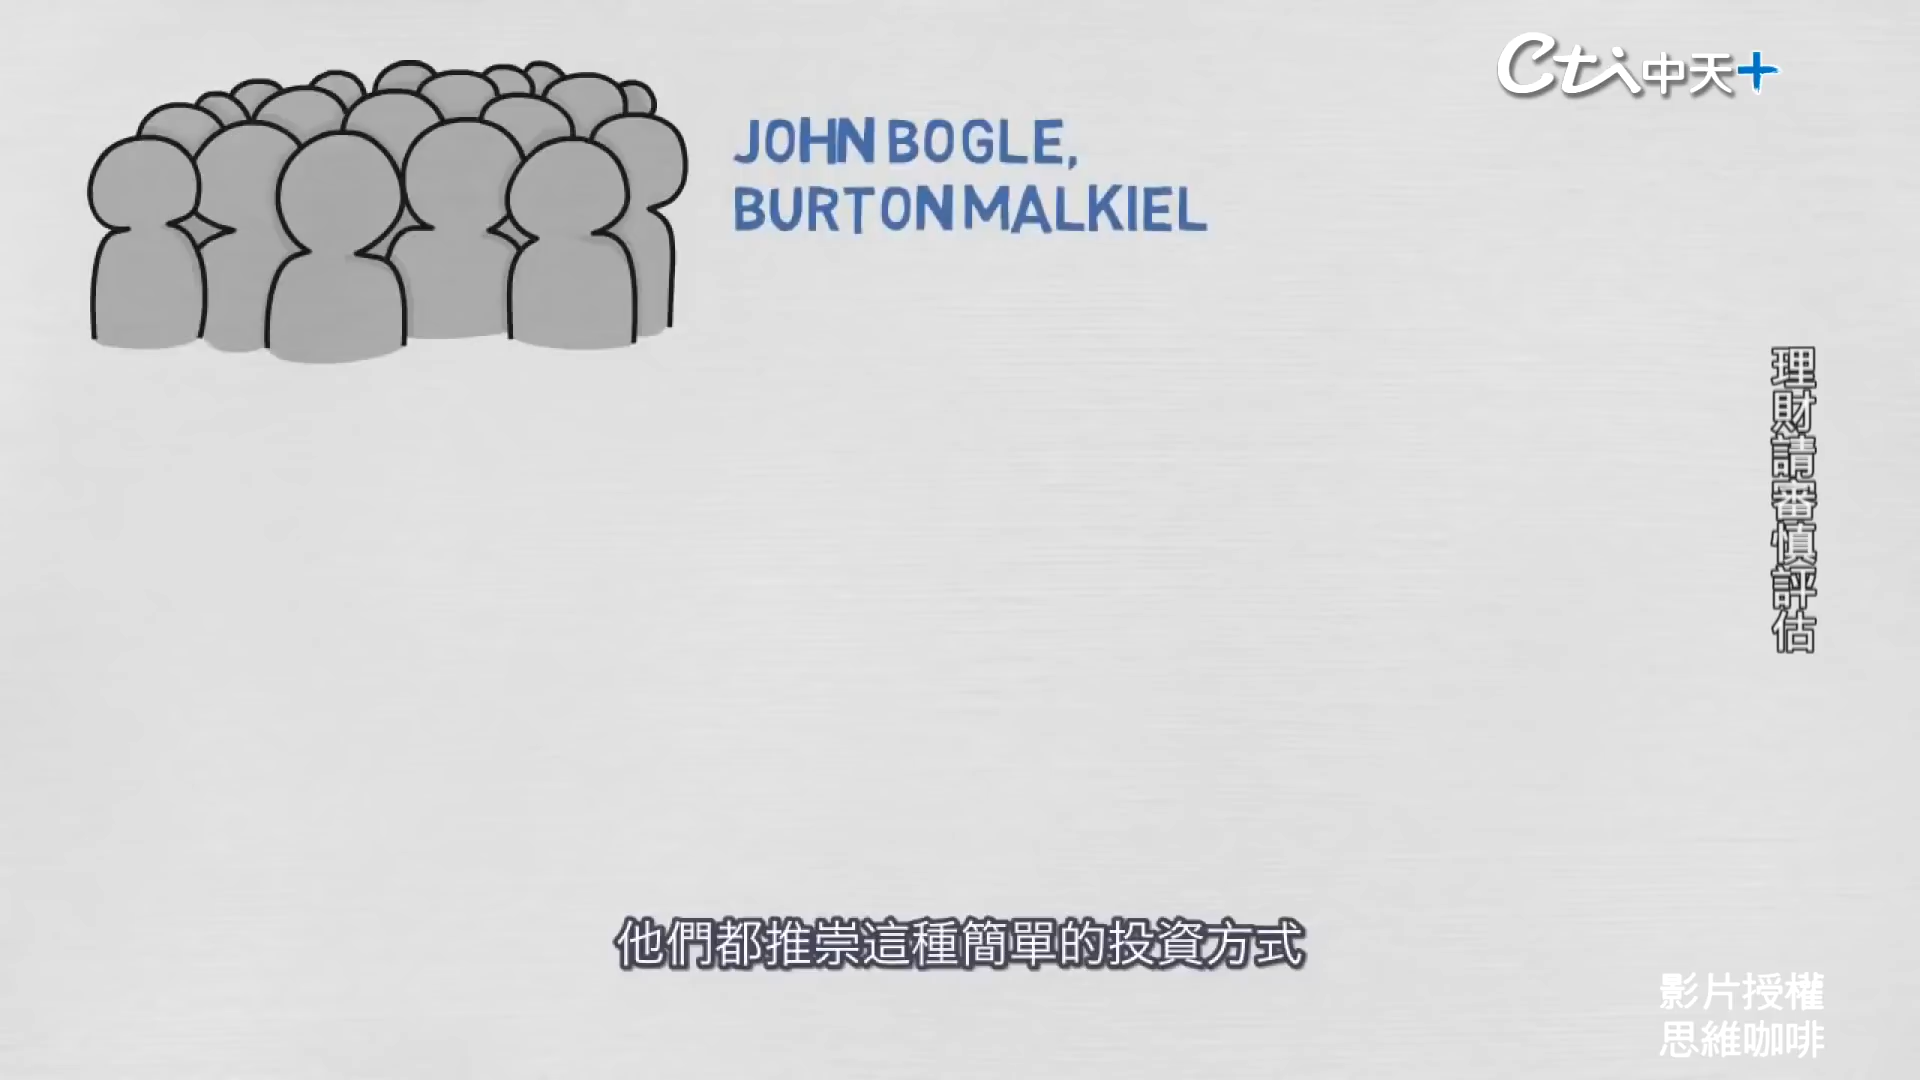 Cti中天+
JOHN BOGLE,
BURTON MALKIEL
理財請審慎評估
他們都推崇這種簡單的投資方式
影片授權
思維咖啡